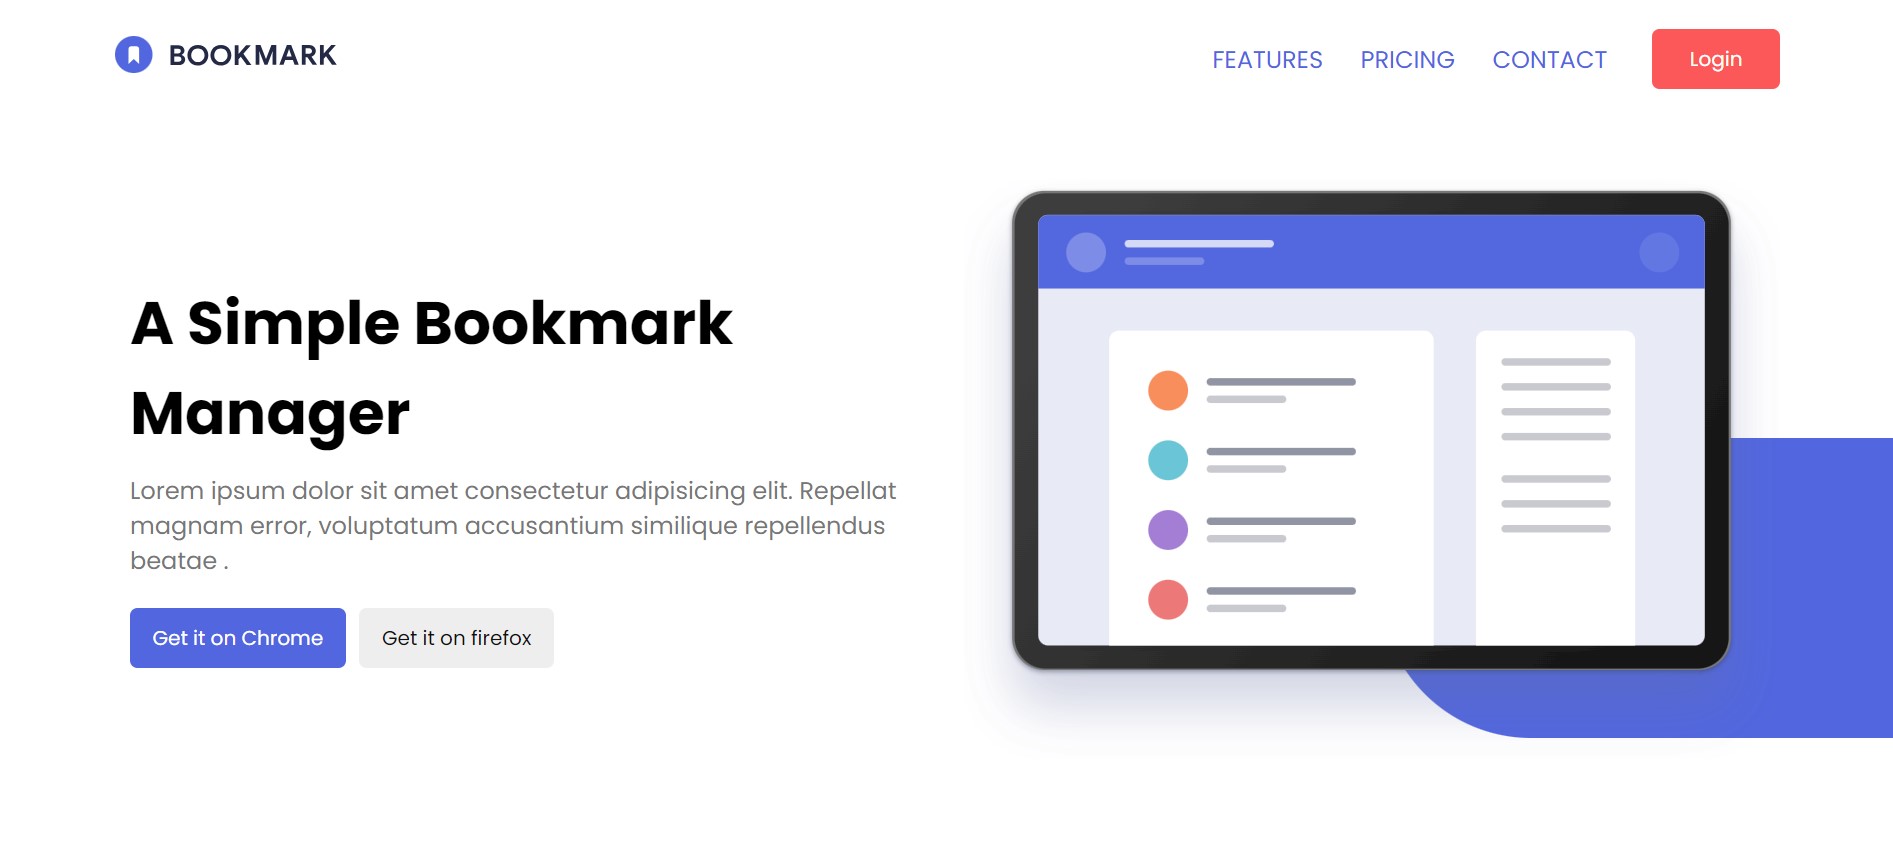 BOOKMARK
FEATURES PRICING CONTACT Login
A Simple Bookmark
Manager
Lorem ipsum dolor sit amet consectetur adipisicing elit. Repellat
magnam error, voluptatum accusantium similique repellendus
beatae .
Get it on Chrome Get it on firefox